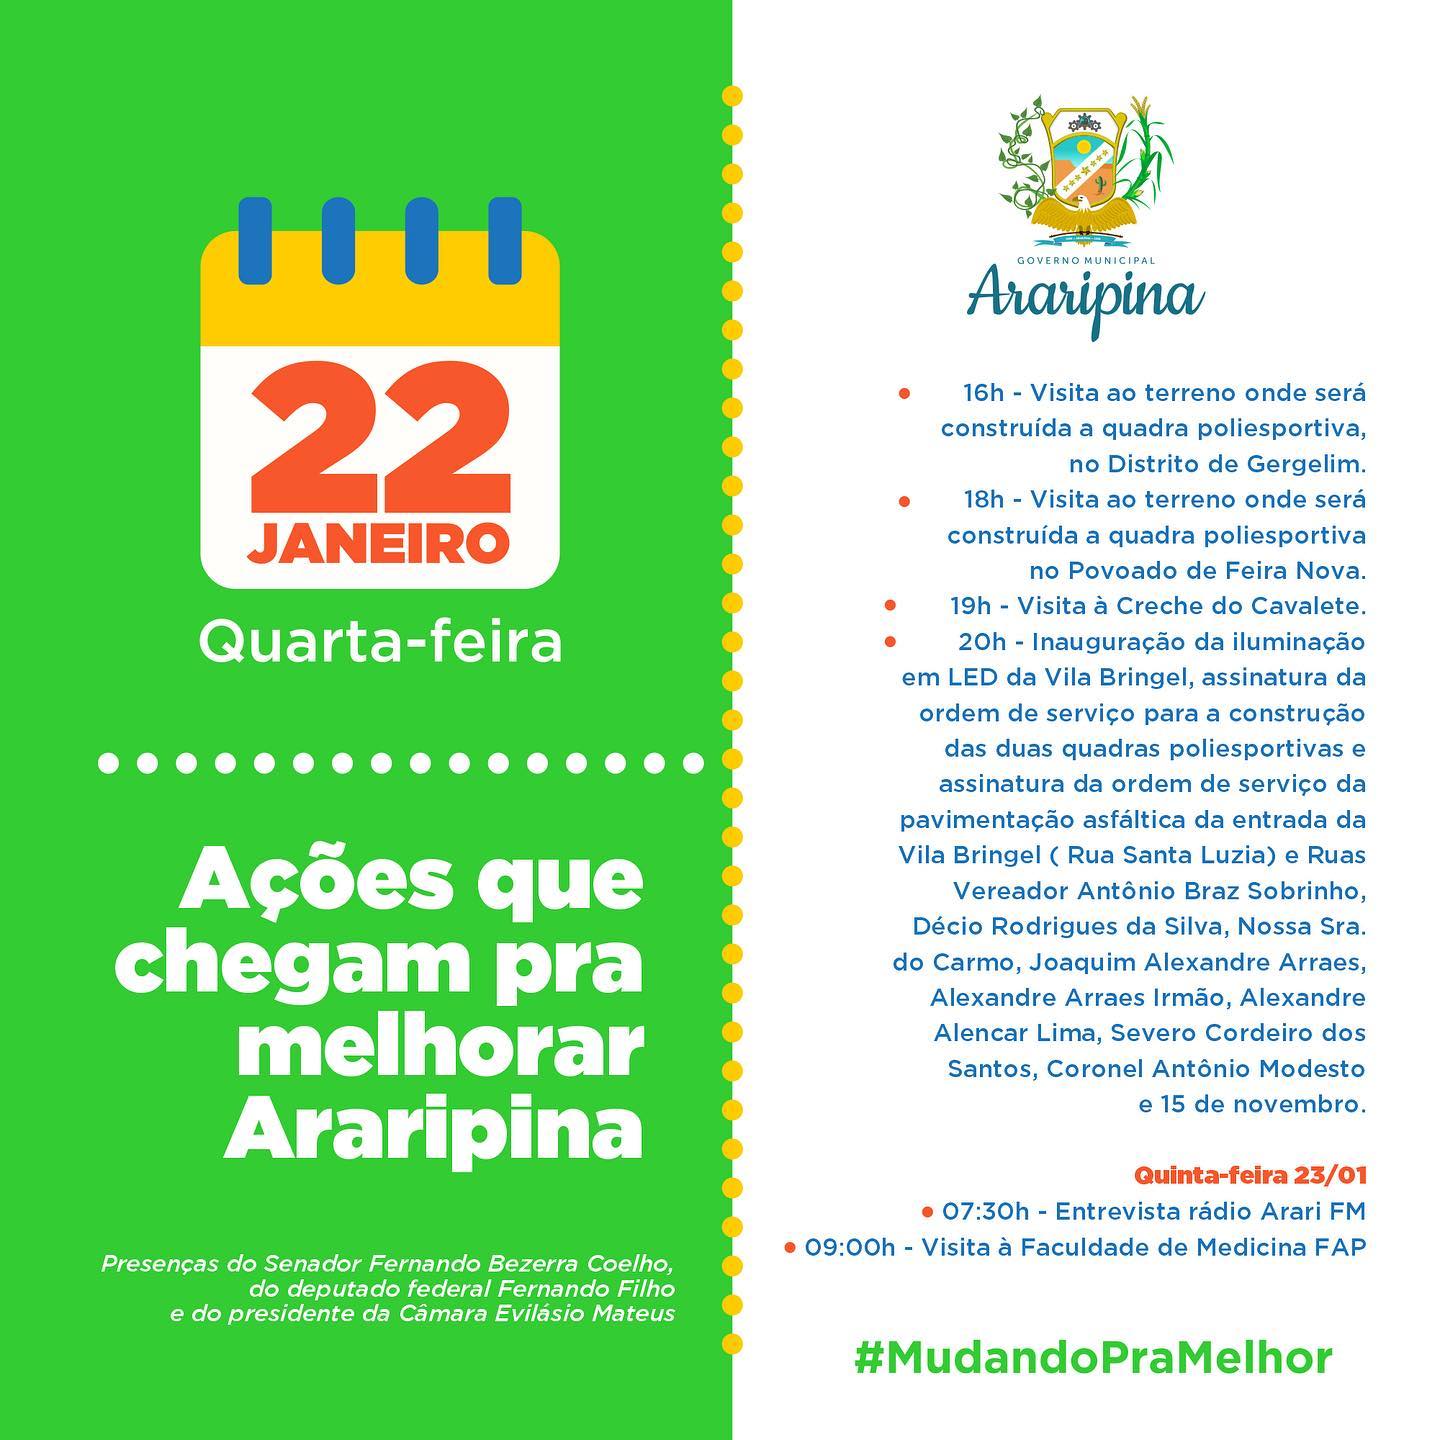 22
JANEIRO
Quarta-feira
Ações que
chegam pra
melhorar
Araripina
Presenças do Senador Fernando Bezerra Coelho,
do deputado federal Fernando Filho
e do presidente da Câmara Evilásio Mateus
GOVERNO MUNICIPAL
Araripina
• 16h - Visita ao terreno onde será
construída a quadra poliesportiva,
no Distrito de Gergelim.
• 18h - Visita ao terreno onde será
construída a quadra poliesportiva
no Povoado de Feira Nova.
• 19h - Visita à Creche do Cavalete.
• 20h - Inauguração da iluminação
em LED da Vila Bringel, assinatura da
ordem de serviço para a construção
das duas quadras poliesportivas e
assinatura da ordem de serviço da
pavimentação asfáltica da entrada da
Vila Bringel ( Rua Santa Luzia) e Ruas
Vereador Antônio Braz Sobrinho,
Décio Rodrigues da Silva, Nossa Sra.
do Carmo, Joaquim Alexandre Arraes,
Alexandre Arraes Irmão, Alexandre
Alencar Lima, Severo Cordeiro dos
Santos, Coronel Antônio Modesto
e 15 de novembro.
Quinta-feira 23/01
• 07:30h - Entrevista rádio Arari FM
• 09:00h - Visita à Faculdade de Medicina FAP
#MudandoPraMelhor